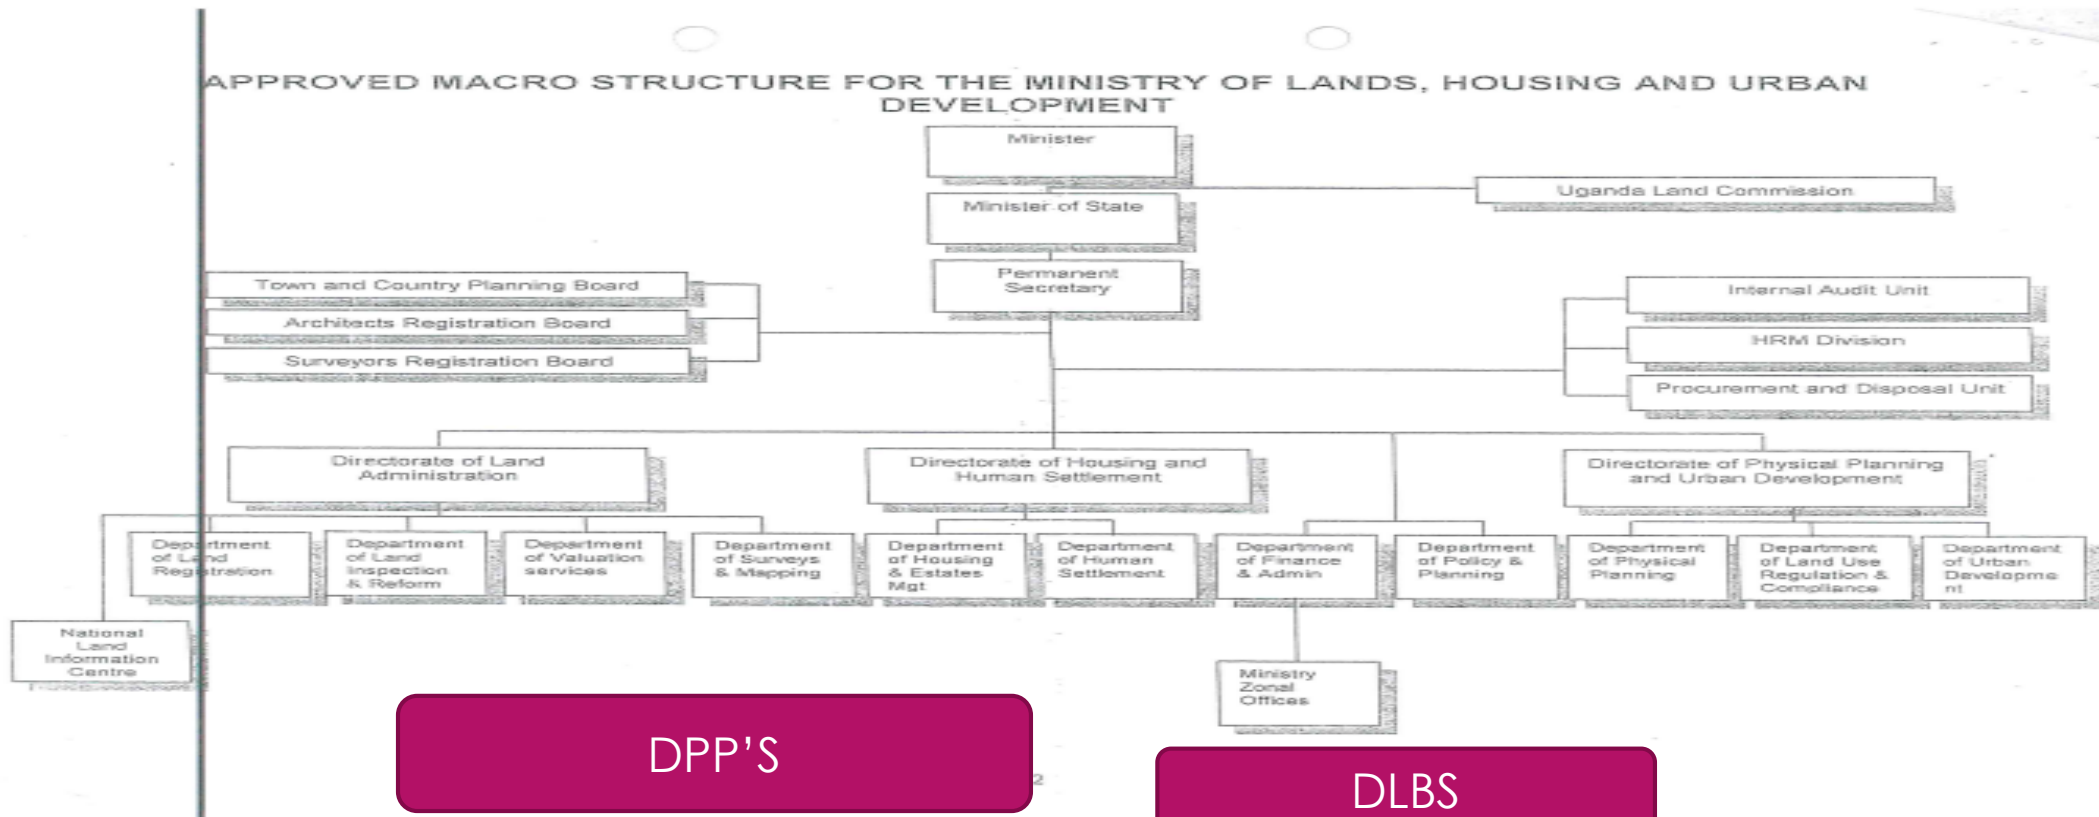 APPROVED MACRO STRUCTURE FOR THE MINISTRY OF LANDS, HOUSING AND URBAN
DEVELOPMENT
Minister
Uganda Land Commission
Minister of State
Permanent
Secretary
Town and Country Planning Board
Architects Registration Board
Surveyors Registration Board
Internal Audit Unit
HRM Division
Procurement and Disposal Unit
Directorate of Land
Administration
Directorate of Housing and
Human Settlement
Directorate of Physical Planning
and Urban Development
Department
of Land
Registration
Department
of Land
Inspection
& Reform
Department
of Valuation
services
Department
of Surveys
& Mapping
Department
of Housing
& Estates
Mgt
Department
of Human
Settlement
Department
of Finance
& Admin
Department
of Policy &
Planning
Department
of Physical
Planning
Department
of Land Use
Regulation &
Compliance
Department
of Urban
Developme
nt
National
Land
Information
Centre
Ministry
Zonal
Offices
DPP'S
2
DLBS